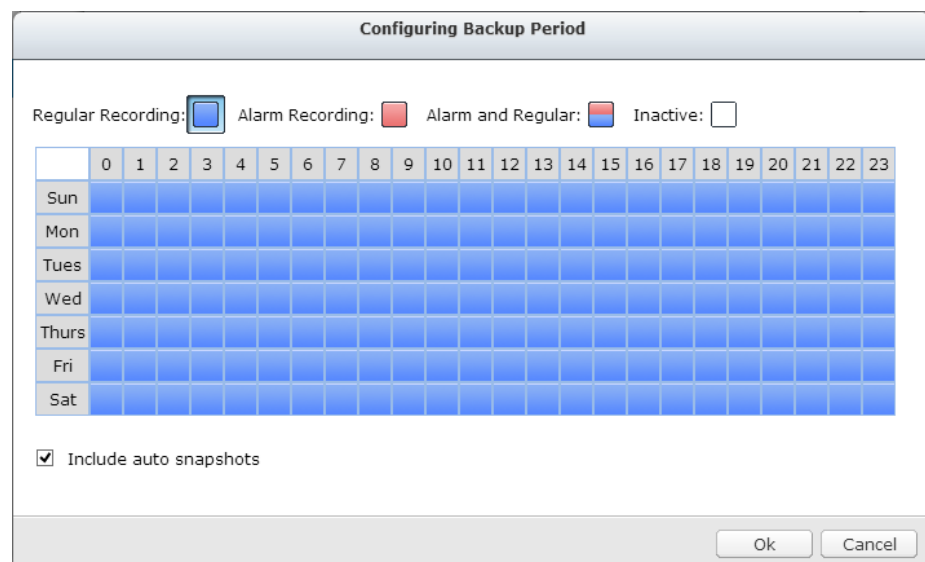 Configuring Backup Period
Regular Recording: Alarm Recording: Alarm and Regular: Inactive:
0 1 2 3 4 5 6 7 8 9 10 11 12 13 14 15 16 17 18 19 20 21 22 23
Sun
Mon
Tues
Wed
Thurs
Fri
Sat
Include auto snapshots
Ok Cancel